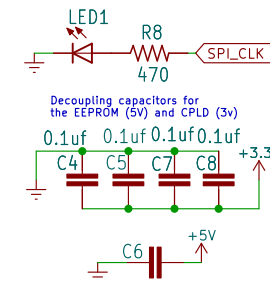 LED1
R8
SPI_CLK
470
Decoupling capacitors for
the EEPROM (5V) and CPLD (3v)
0.1uf 0.1uf 0.1uf 0.1uf
C4 C5 C7 C8
+3.3
C6
+5V